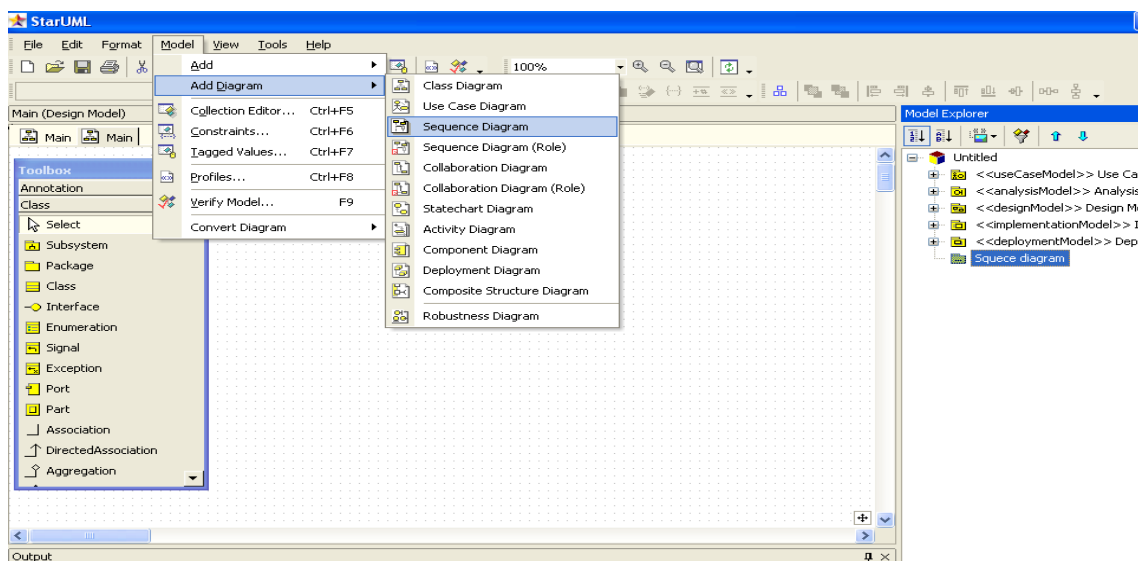 StarUML
File Edit Format Model View Tools Help
100%
Add
Add Diagram
Collection Editor... Ctrl+F5
Constraints... Ctrl+F6
Tagged Values... Ctrl+F7
Profiles... Ctrl+F8
Verify Model... F9
Convert Diagram
Class Diagram
Use Case Diagram
Sequence Diagram
Sequence Diagram (Role)
Collaboration Diagram
Collaboration Diagram (Role)
Statechart Diagram
Activity Diagram
Component Diagram
Deployment Diagram
Composite Structure Diagram
Robustness Diagram
Main (Design Model)
Main Main
Toolbox
Annotation
Class
Select
Subsystem
Package
Class
Interface
Enumeration
Signal
Exception
Port
Part
Association
DirectedAssociation
Aggregation
Model Explorer
Untitled
<<useCaseModel>> Use Ca
<<analysisModel>> Analysis
<<designModel>> Design M
<<implementationModel>> I
<<deploymentModel>> Dep
Squece diagram
Output